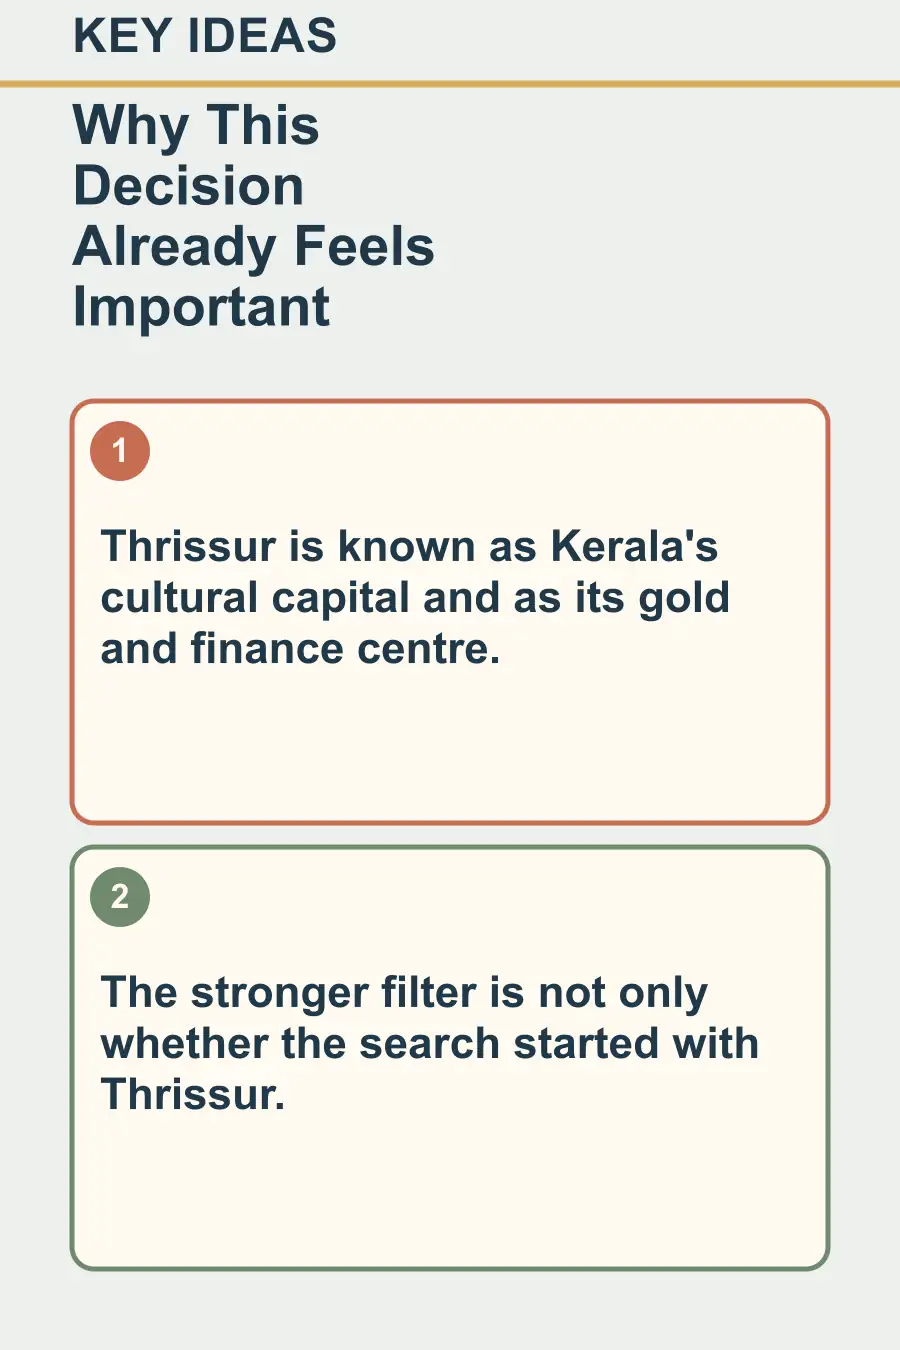 KEY IDEAS
Why This
Decision
Already Feels
Important
1
Thrissur is known as Kerala's
cultural capital and as its gold
and finance centre.
2
The stronger filter is not only
whether the search started with
Thrissur.